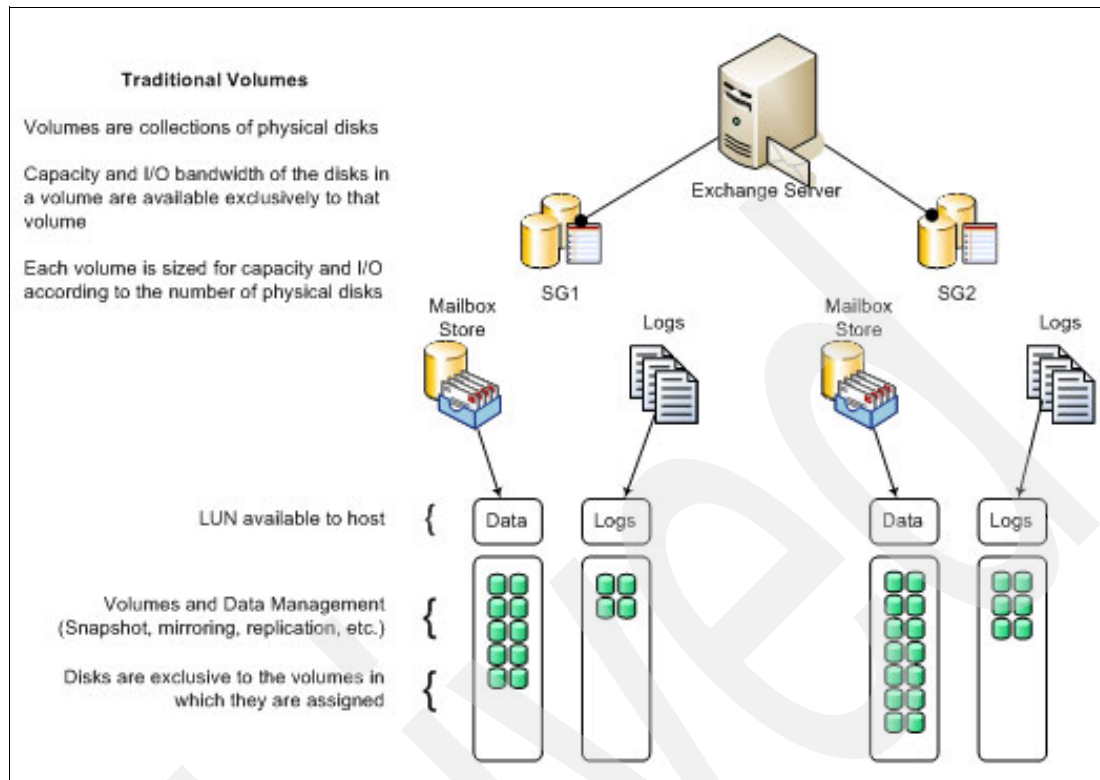 Traditional Volumes
Volumes are collections of physical disks
Capacity and I/O bandwidth of the disks in
a volume are available exclusively to that
volume
Each volume is sized for capacity and I/O
according to the number of physical disks
Exchange Server
SG1
SG2
Mailbox
Store
Logs
Mailbox
Store
Logs
LUN available to host
{
Data
Logs
Data
Logs
Volumes and Data Management
(Snapshot, mirroring, replication, etc.)
{
Disks are exclusive to the volumes in
which they are assigned
{